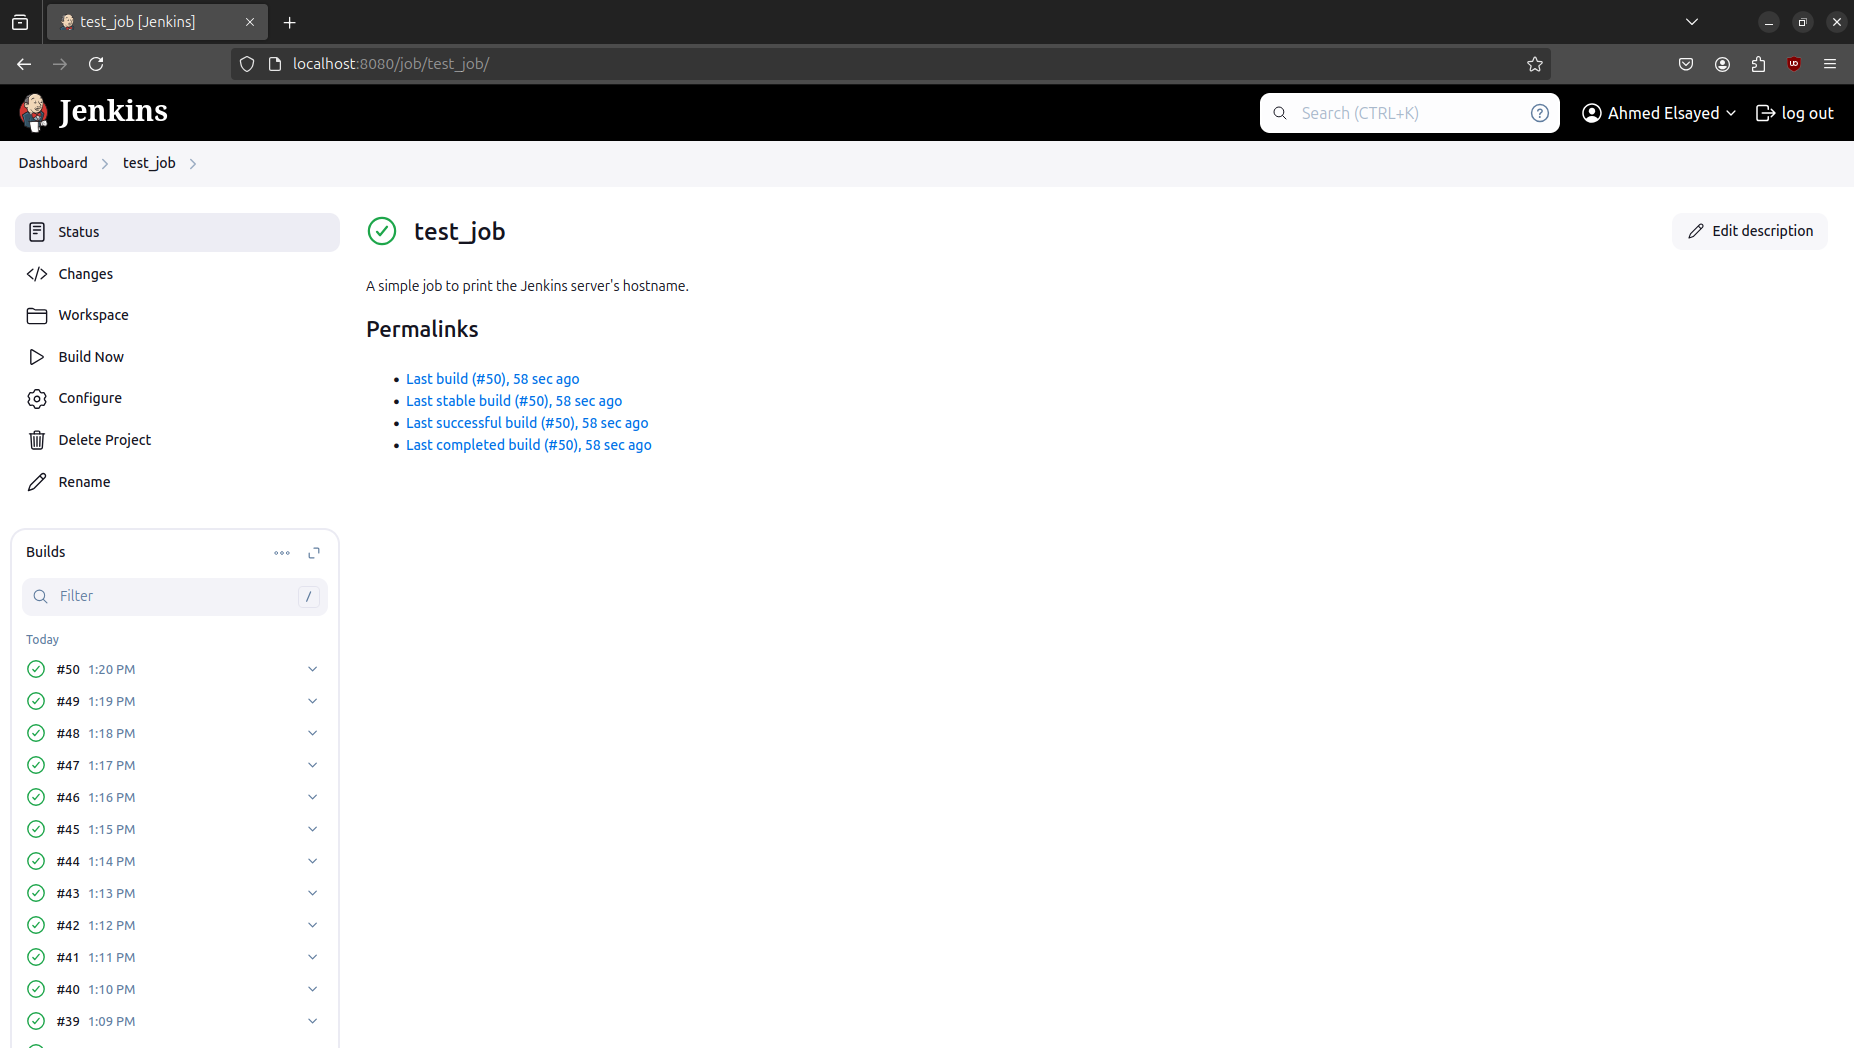 test_job [Jenkins]
localhost:8080/job/test_job/
Jenkins
Search (CTRL+K)
Ahmed Elsayed
log out
Dashboard
test_job
Status
Changes
Workspace
Build Now
Configure
Delete Project
Rename
test_job
Edit description
A simple job to print the Jenkins server's hostname.
Permalinks
Last build (#50), 58 sec ago
Last stable build (#50), 58 sec ago
Last successful build (#50), 58 sec ago
Last completed build (#50), 58 sec ago
Builds
Filter /
Today
#50 1:20 PM
#49 1:19 PM
#48 1:18 PM
#47 1:17 PM
#46 1:16 PM
#45 1:15 PM
#44 1:14 PM
#43 1:13 PM
#42 1:12 PM
#41 1:11 PM
#40 1:10 PM
#39 1:09 PM